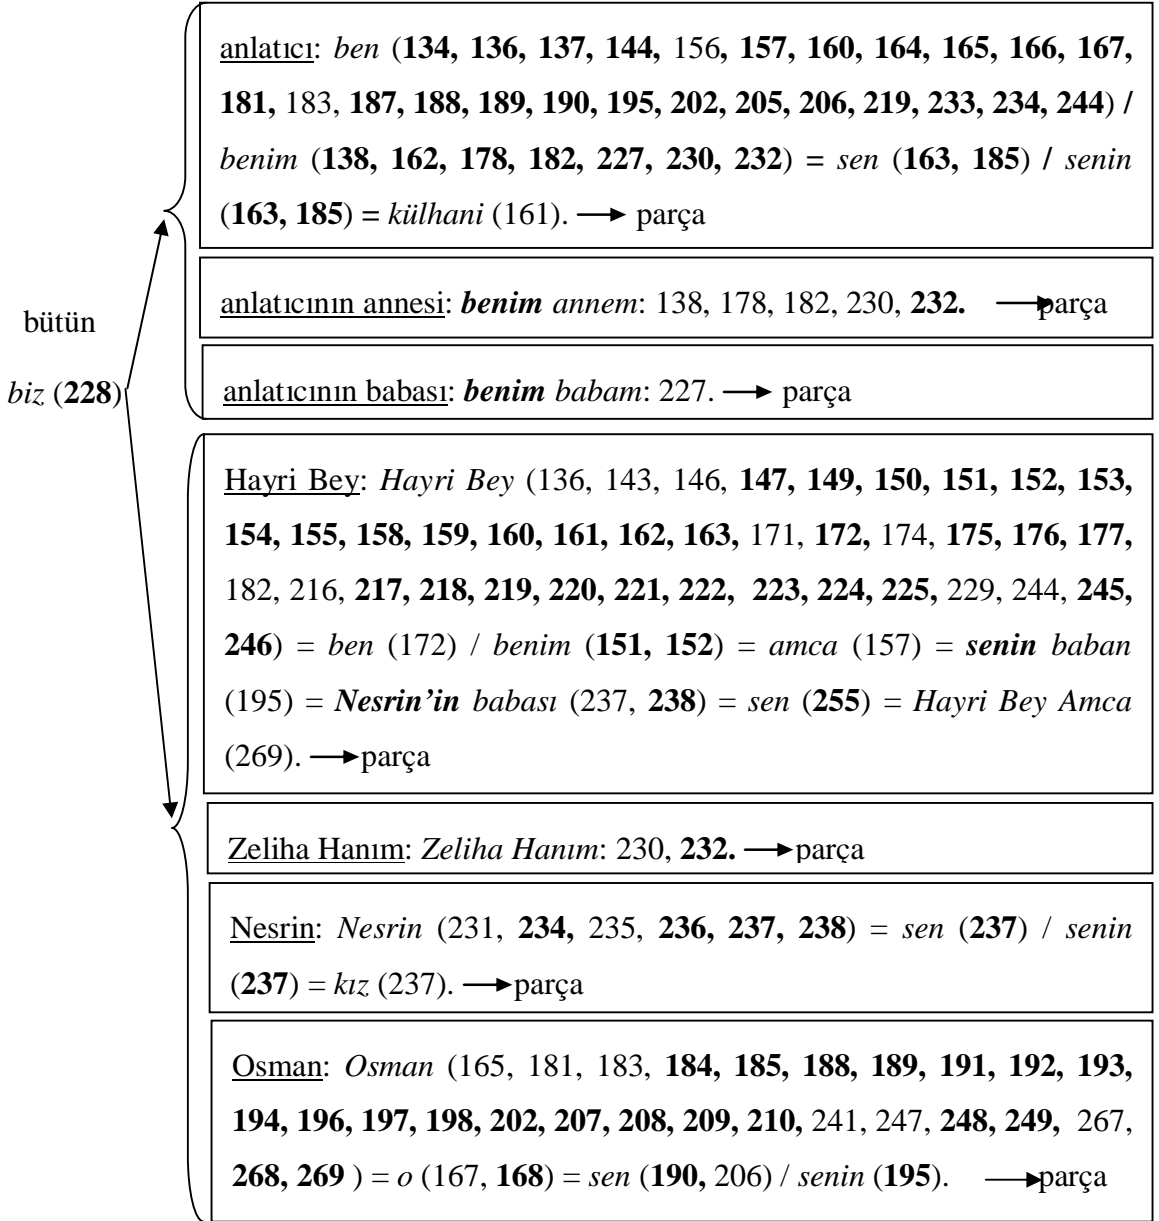 anlatıcı: ben (134, 136, 137, 144, 156, 157, 160, 164, 165, 166, 167,
181, 183, 187, 188, 189, 190, 195, 202, 205, 206, 219, 233, 234, 244) /
benim (138, 162, 178, 182, 227, 230, 232) = sen (163, 185) / senin
(163, 185) = külhani (161). → parça
anlatıcının annesi: benim annem: 138, 178, 182, 230, 232. → parça
bütün
biz (228)
anlatıcının babası: benim babam: 227. → parça
Hayri Bey: Hayri Bey (136, 143, 146, 147, 149, 150, 151, 152, 153,
154, 155, 158, 159, 160, 161, 162, 163, 171, 172, 174, 175, 176, 177,
182, 216, 217, 218, 219, 220, 221, 222, 223, 224, 225, 229, 244, 245,
246) = ben (172) / benim (151, 152) = amca (157) = senin baban
(195) = Nesrin’in babası (237, 238) = sen (255) = Hayri Bey Amca
(269). → parça
Zeliha Hanım: Zeliha Hanım: 230, 232. → parça
Nesrin: Nesrin (231, 234, 235, 236, 237, 238) = sen (237) / senin
(237) = kız (237). → parça
Osman: Osman (165, 181, 183, 184, 185, 188, 189, 191, 192, 193,
194, 196, 197, 198, 202, 207, 208, 209, 210, 241, 247, 248, 249, 267,
268, 269 ) = o (167, 168) = sen (190, 206) / senin (195). → parça